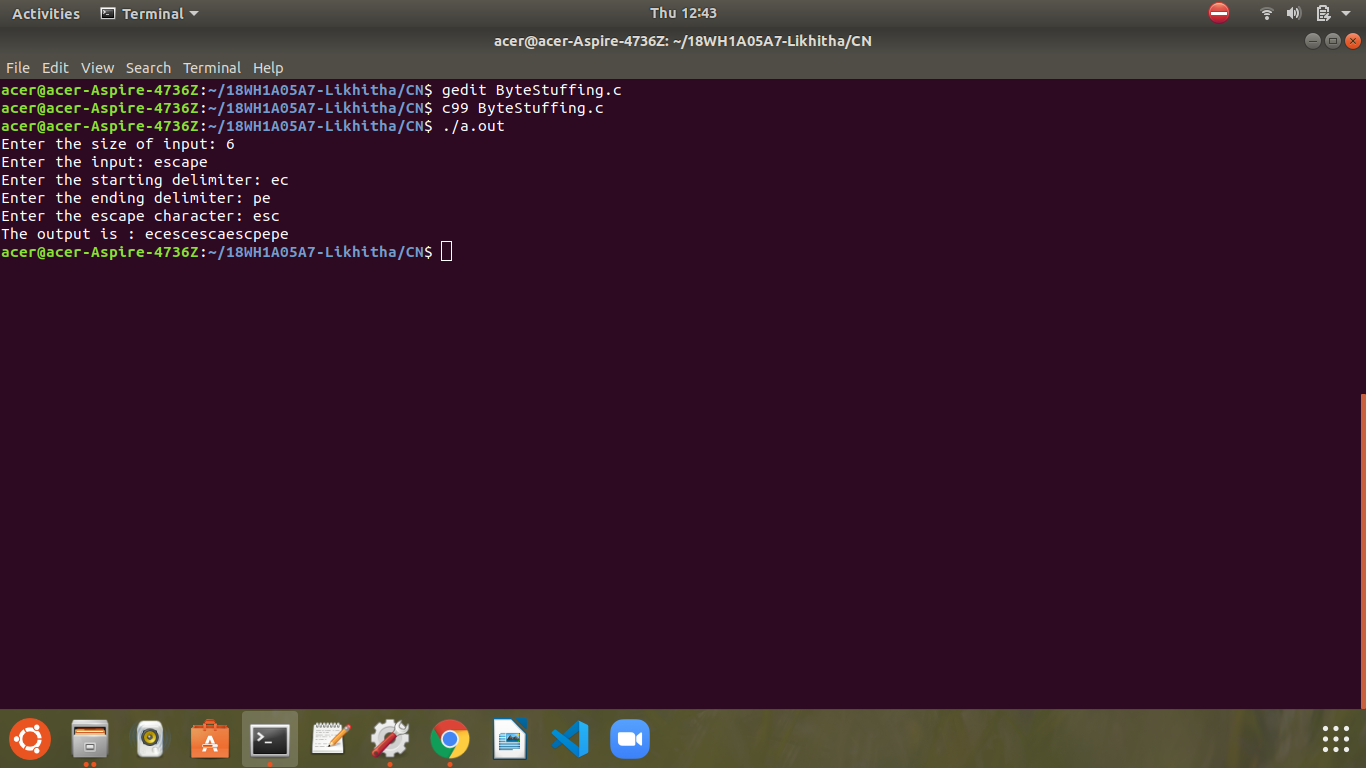 Activities Terminal Thu 12:43
acer@acer-Aspire-4736Z: ~/18WH1A05A7-Likhitha/CN
File Edit View Search Terminal Help
acer@acer-Aspire-4736Z:~/18WH1A05A7-Likhitha/CN$ gedit ByteStuffing.c
acer@acer-Aspire-4736Z:~/18WH1A05A7-Likhitha/CN$ c99 ByteStuffing.c
acer@acer-Aspire-4736Z:~/18WH1A05A7-Likhitha/CN$ ./a.out
Enter the size of input: 6
Enter the input: escape
Enter the starting delimiter: ec
Enter the ending delimiter: pe
Enter the escape character: esc
The output is : ecescescaescpepe
acer@acer-Aspire-4736Z:~/18WH1A05A7-Likhitha/CN$